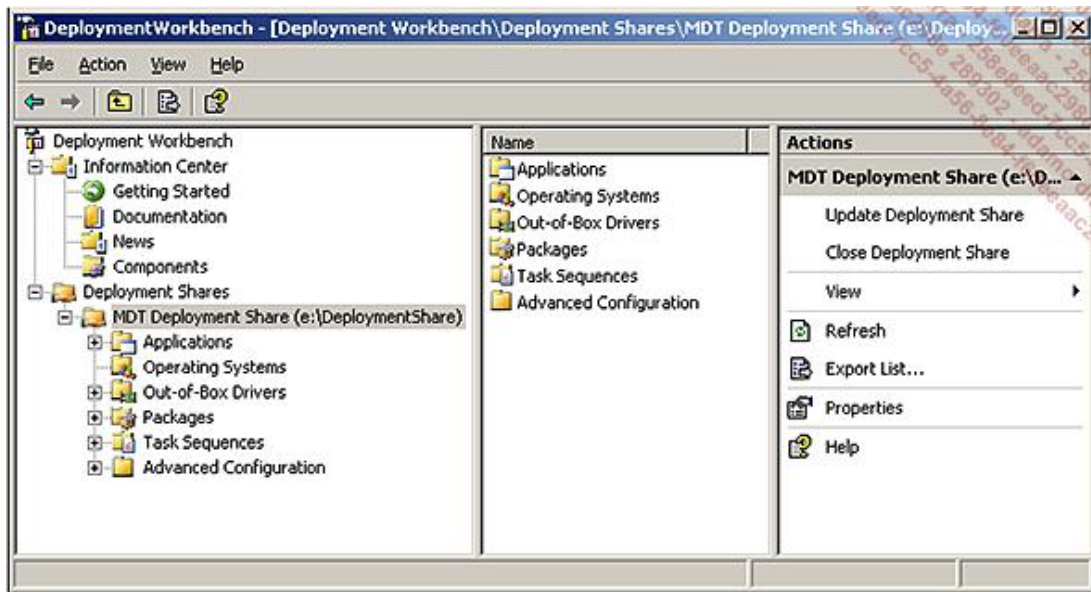 DeploymentWorkbench - [Deployment Workbench\Deployment Shares\MDT Deployment Share (e:\Deploy...
File Action View Help
Deployment Workbench
Information Center
Getting Started
Documentation
News
Components
Deployment Shares
MDT Deployment Share (e:\DeploymentShare)
Applications
Operating Systems
Out-of-Box Drivers
Packages
Task Sequences
Advanced Configuration
Name
Applications
Operating Systems
Out-of-Box Drivers
Packages
Task Sequences
Advanced Configuration
Actions
MDT Deployment Share (e:\D...
Update Deployment Share
Close Deployment Share
View
Refresh
Export List...
Properties
Help